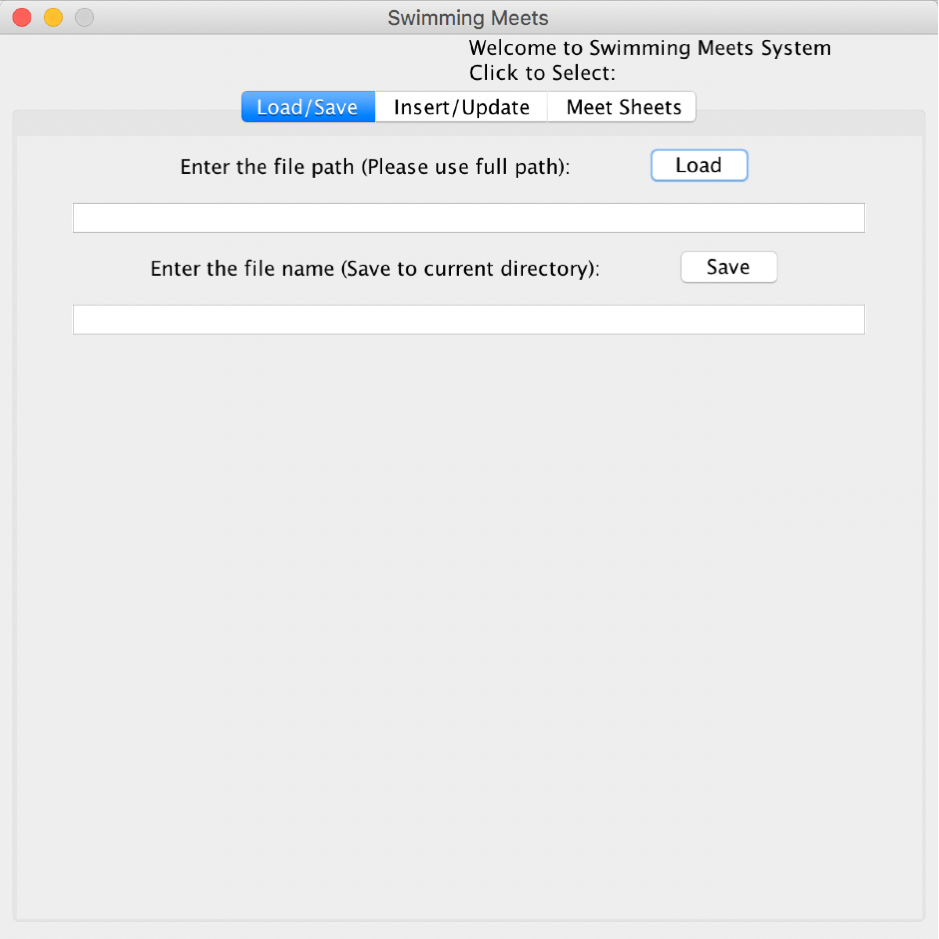 Swimming Meets
Welcome to Swimming Meets System
Click to Select:
Load/Save Insert/Update Meet Sheets
Enter the file path (Please use full path): Load
Enter the file name (Save to current directory): Save